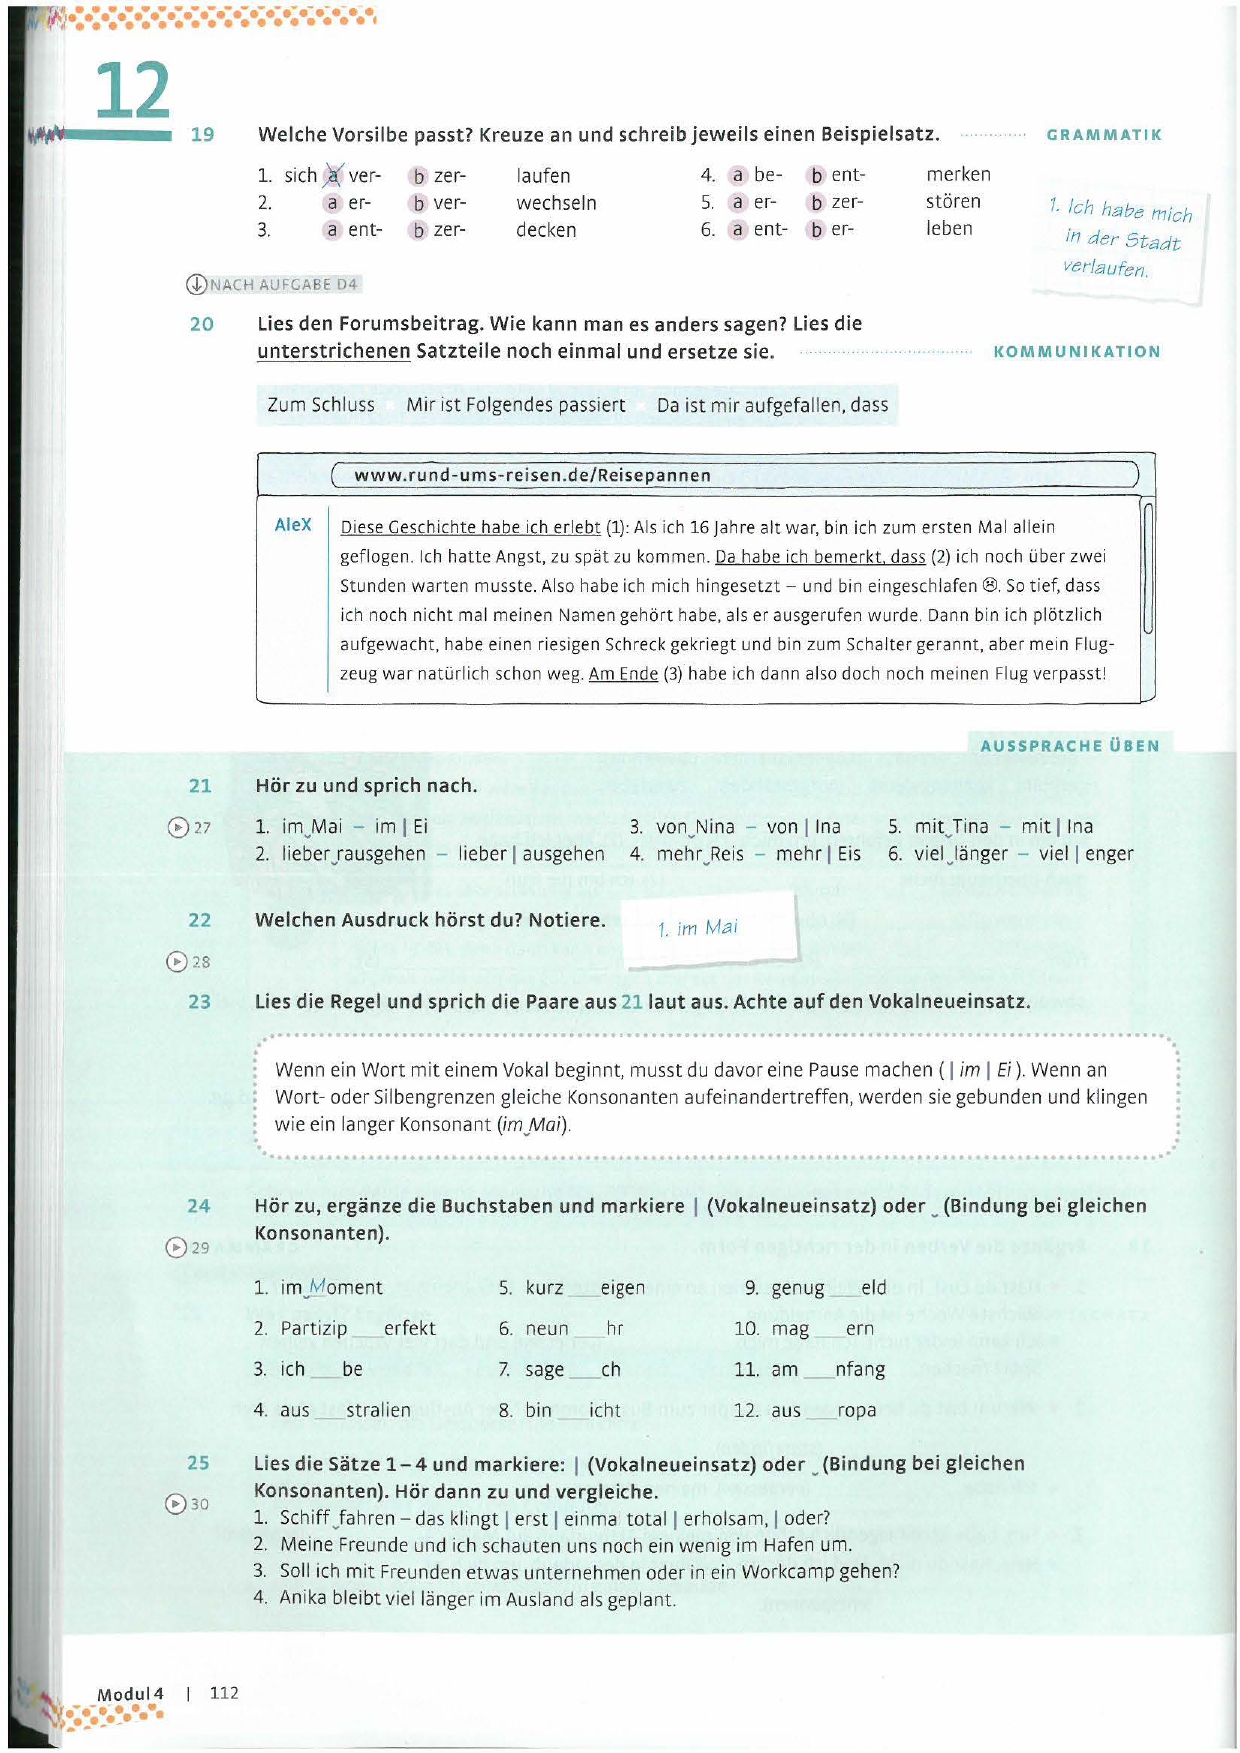 12
19 Welche Vorsilbe passt? Kreuze an und schreib jeweils einen Beispielsatz. GRAMMATIK
1. sich a ver- b zer- laufen 4. a be- b ent- merken
2. a er- b ver- wechseln 5. a er- b zer- stören
3. a ent- b zer- decken 6. a ent- b er- leben
1. Ich habe mich
in der Stadt
verlaufen.
NACH AUFGABE D4
20 Lies den Forumsbeitrag. Wie kann man es anders sagen? Lies die
unterstrichenen Satzteile noch einmal und ersetze sie. KOMMUNIKATION
Zum Schluss Mir ist Folgendes passiert Da ist mir aufgefallen, dass
www.rund-ums-reisen.de/Reisepannen
AleX Diese Geschichte habe ich erlebt (1): Als ich 16 Jahre alt war, bin ich zum ersten Mal allein
geflogen. Ich hatte Angst, zu spät zu kommen. Da habe ich bemerkt, dass (2) ich noch über zwei
Stunden warten musste. Also habe ich mich hingesetzt – und bin eingeschlafen ☹. So tief, dass
ich noch nicht mal meinen Namen gehört habe, als er ausgerufen wurde. Dann bin ich plötzlich
aufgewacht, habe einen riesigen Schreck gekriegt und bin zum Schalter gerannt, aber mein Flug-
zeug war natürlich schon weg. Am Ende (3) habe ich dann also doch noch meinen Flug verpasst!
AUSSPRACHE ÜBEN
21 Hör zu und sprich nach.
27 1. im‿Mai – im | Ei 3. von‿Nina – von | Ina 5. mit‿Tina – mit | Ina
2. lieber‿rausgehen – lieber | ausgehen 4. mehr‿Reis – mehr | Eis 6. viel‿länger – viel | enger
22 Welchen Ausdruck hörst du? Notiere. 1. im Mai
28
23 Lies die Regel und sprich die Paare aus 21 laut aus. Achte auf den Vokalneueinsatz.
Wenn ein Wort mit einem Vokal beginnt, musst du davor eine Pause machen ( | im | Ei ). Wenn an
Wort- oder Silbengrenzen gleiche Konsonanten aufeinandertreffen, werden sie gebunden und klingen
wie ein langer Konsonant (im‿Mai).
24 Hör zu, ergänze die Buchstaben und markiere | (Vokalneueinsatz) oder ‿ (Bindung bei gleichen
29 Konsonanten).
1. im‿Moment 5. kurz ___eigen 9. genug___eld
2. Partizip___erfekt 6. neun ___hr 10. mag ___ern
3. ich ___be 7. sage ___ch 11. am ___nfang
4. aus ___stralien 8. bin ___icht 12. aus ___ropa
25 Lies die Sätze 1–4 und markiere: | (Vokalneueinsatz) oder ‿ (Bindung bei gleichen
30 Konsonanten). Hör dann zu und vergleiche.
1. Schiff‿fahren – das klingt | erst | einma total | erholsam, | oder?
2. Meine Freunde und ich schauten uns noch ein wenig im Hafen um.
3. Soll ich mit Freunden etwas unternehmen oder in ein Workcamp gehen?
4. Anika bleibt viel länger im Ausland als geplant.
Modul 4 | 112